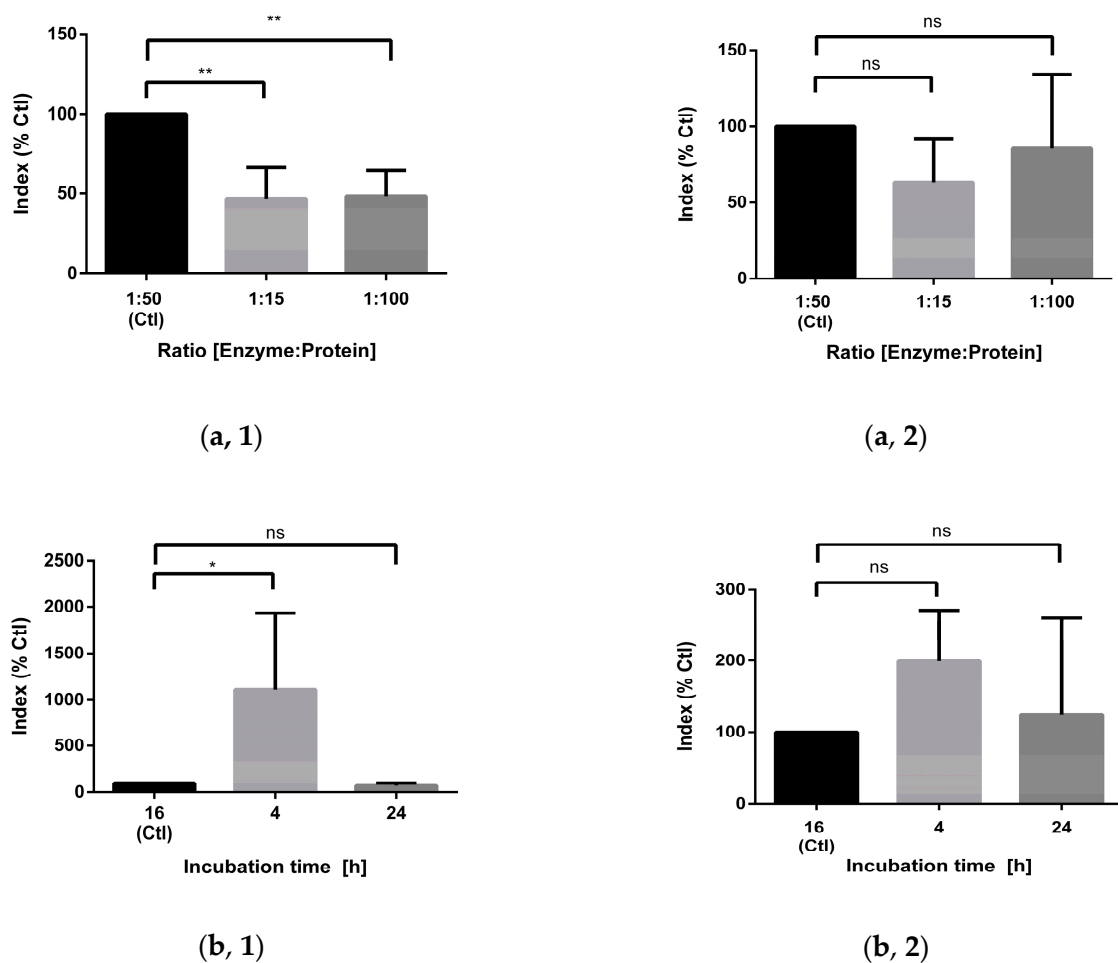 **
**
150
100
50
0
Index (% Ctl)
1:50
(Ctl)
1:15
1:100
Ratio [Enzyme:Protein]
(a, 1)
ns
ns
150
100
50
0
Index (% Ctl)
1:50
(Ctl)
1:15
1:100
Ratio [Enzyme:Protein]
(a, 2)
ns
*
2500
2000
1500
1000
500
0
Index (% Ctl)
16
(Ctl)
4
24
Incubation time [h]
(b, 1)
ns
ns
300
200
100
0
Index (% Ctl)
16
(Ctl)
4
24
Incubation time [h]
(b, 2)